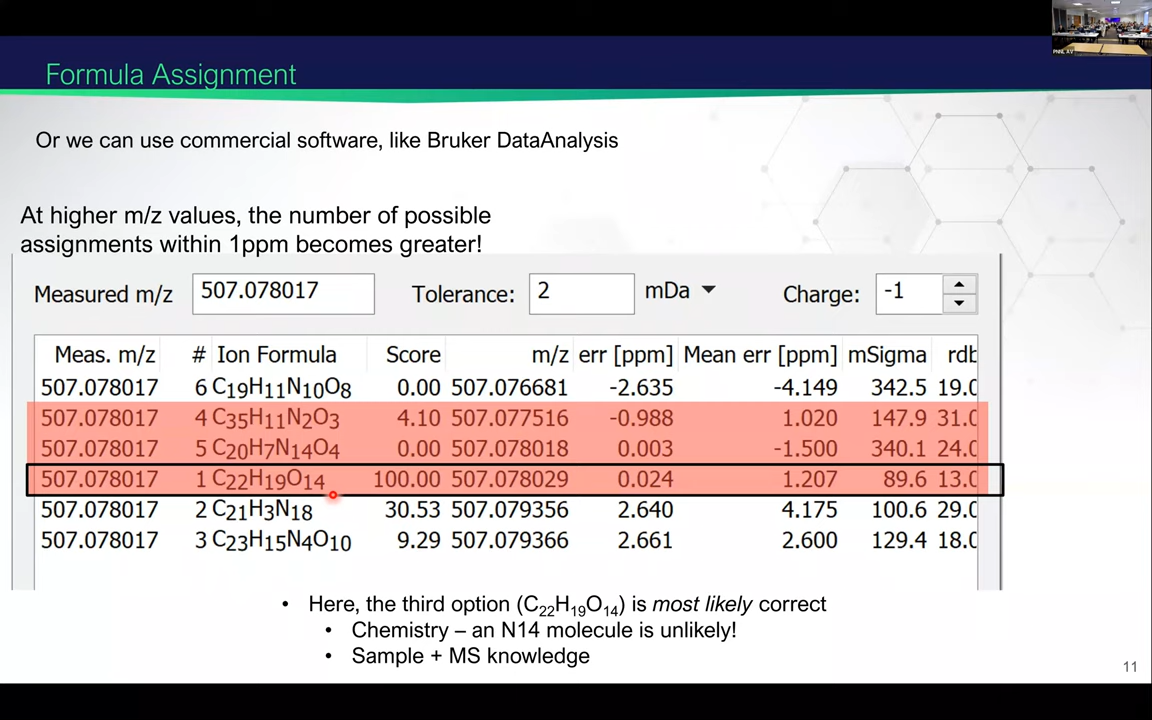 PNNL AV
Formula Assignment
Or we can use commercial software, like Bruker DataAnalysis
At higher m/z values, the number of possible
assignments within 1ppm becomes greater!
Measured m/z 507.078017 Tolerance: 2 mDa Charge: -1
Meas. m/z # Ion Formula Score m/z err [ppm] Mean err [ppm] mSigma rdb
507.078017 6 C19H11N10O8 0.00 507.076681 -2.635 -4.149 342.5 19.0
507.078017 4 C35H11N2O3 4.10 507.077516 -0.988 1.020 147.9 31.0
507.078017 5 C20H7N14O4 0.00 507.078018 0.003 -1.500 340.1 24.0
507.078017 1 C22H19O14 100.00 507.078029 0.024 1.207 89.6 13.0
507.078017 2 C21H3N18 30.53 507.079356 2.640 4.175 100.6 29.0
507.078017 3 C23H15N4O10 9.29 507.079366 2.661 2.600 129.4 18.0
• Here, the third option (C22H19O14) is most likely correct
• Chemistry – an N14 molecule is unlikely!
• Sample + MS knowledge
11